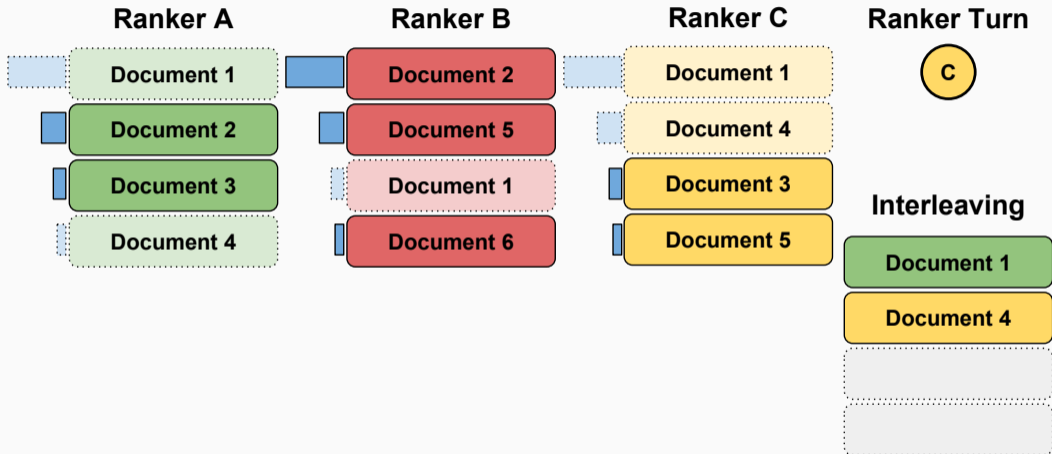 Ranker A
Document 1
Document 2
Document 3
Document 4
Ranker B
Document 2
Document 5
Document 1
Document 6
Ranker C
Document 1
Document 4
Document 3
Document 5
Ranker Turn
C
Interleaving
Document 1
Document 4